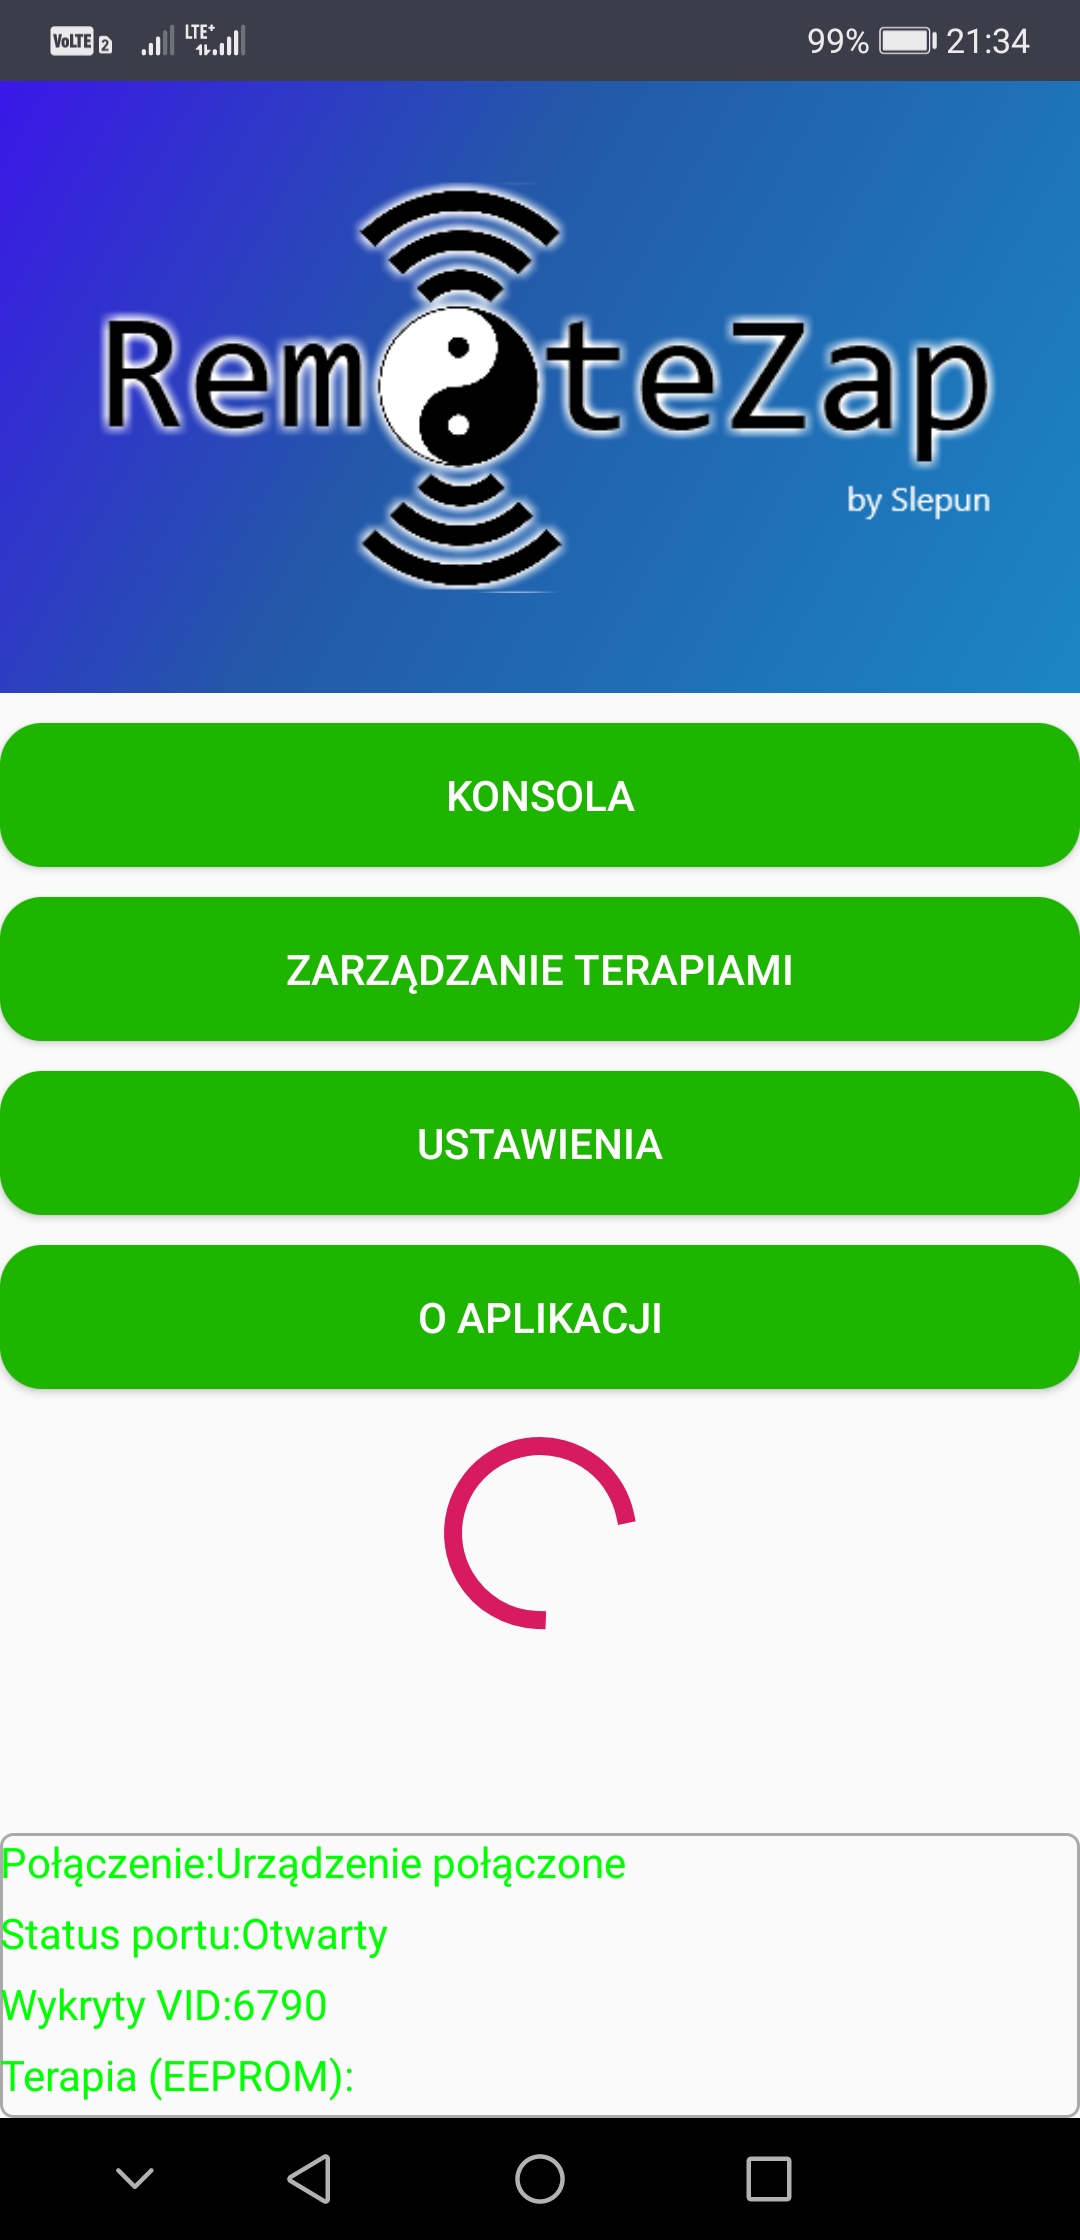 VoLTE 2 LTE+ 99% 21:34
RemoteZap
by Slepun
KONSOLA
ZARZĄDZANIE TERAPIAMI
USTAWIENIA
O APLIKACJI
Połączenie:Urządzenie połączone
Status portu:Otwarty
Wykryty VID:6790
Terapia (EEPROM):